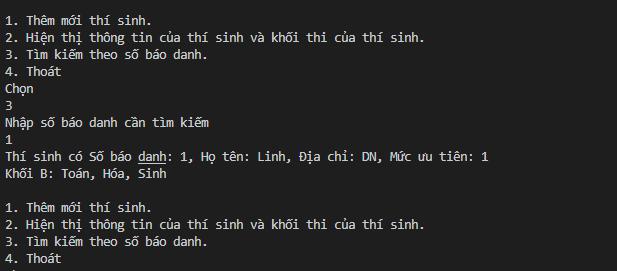 1. Thêm mới thí sinh.
2. Hiện thị thông tin của thí sinh và khối thi của thí sinh.
3. Tìm kiếm theo số báo danh.
4. Thoát
Chọn
3
Nhập số báo danh cần tìm kiếm
1
Thí sinh có Số báo danh: 1, Họ tên: Linh, Địa chỉ: DN, Mức ưu tiên: 1
Khối B: Toán, Hóa, Sinh
1. Thêm mới thí sinh.
2. Hiện thị thông tin của thí sinh và khối thi của thí sinh.
3. Tìm kiếm theo số báo danh.
4. Thoát